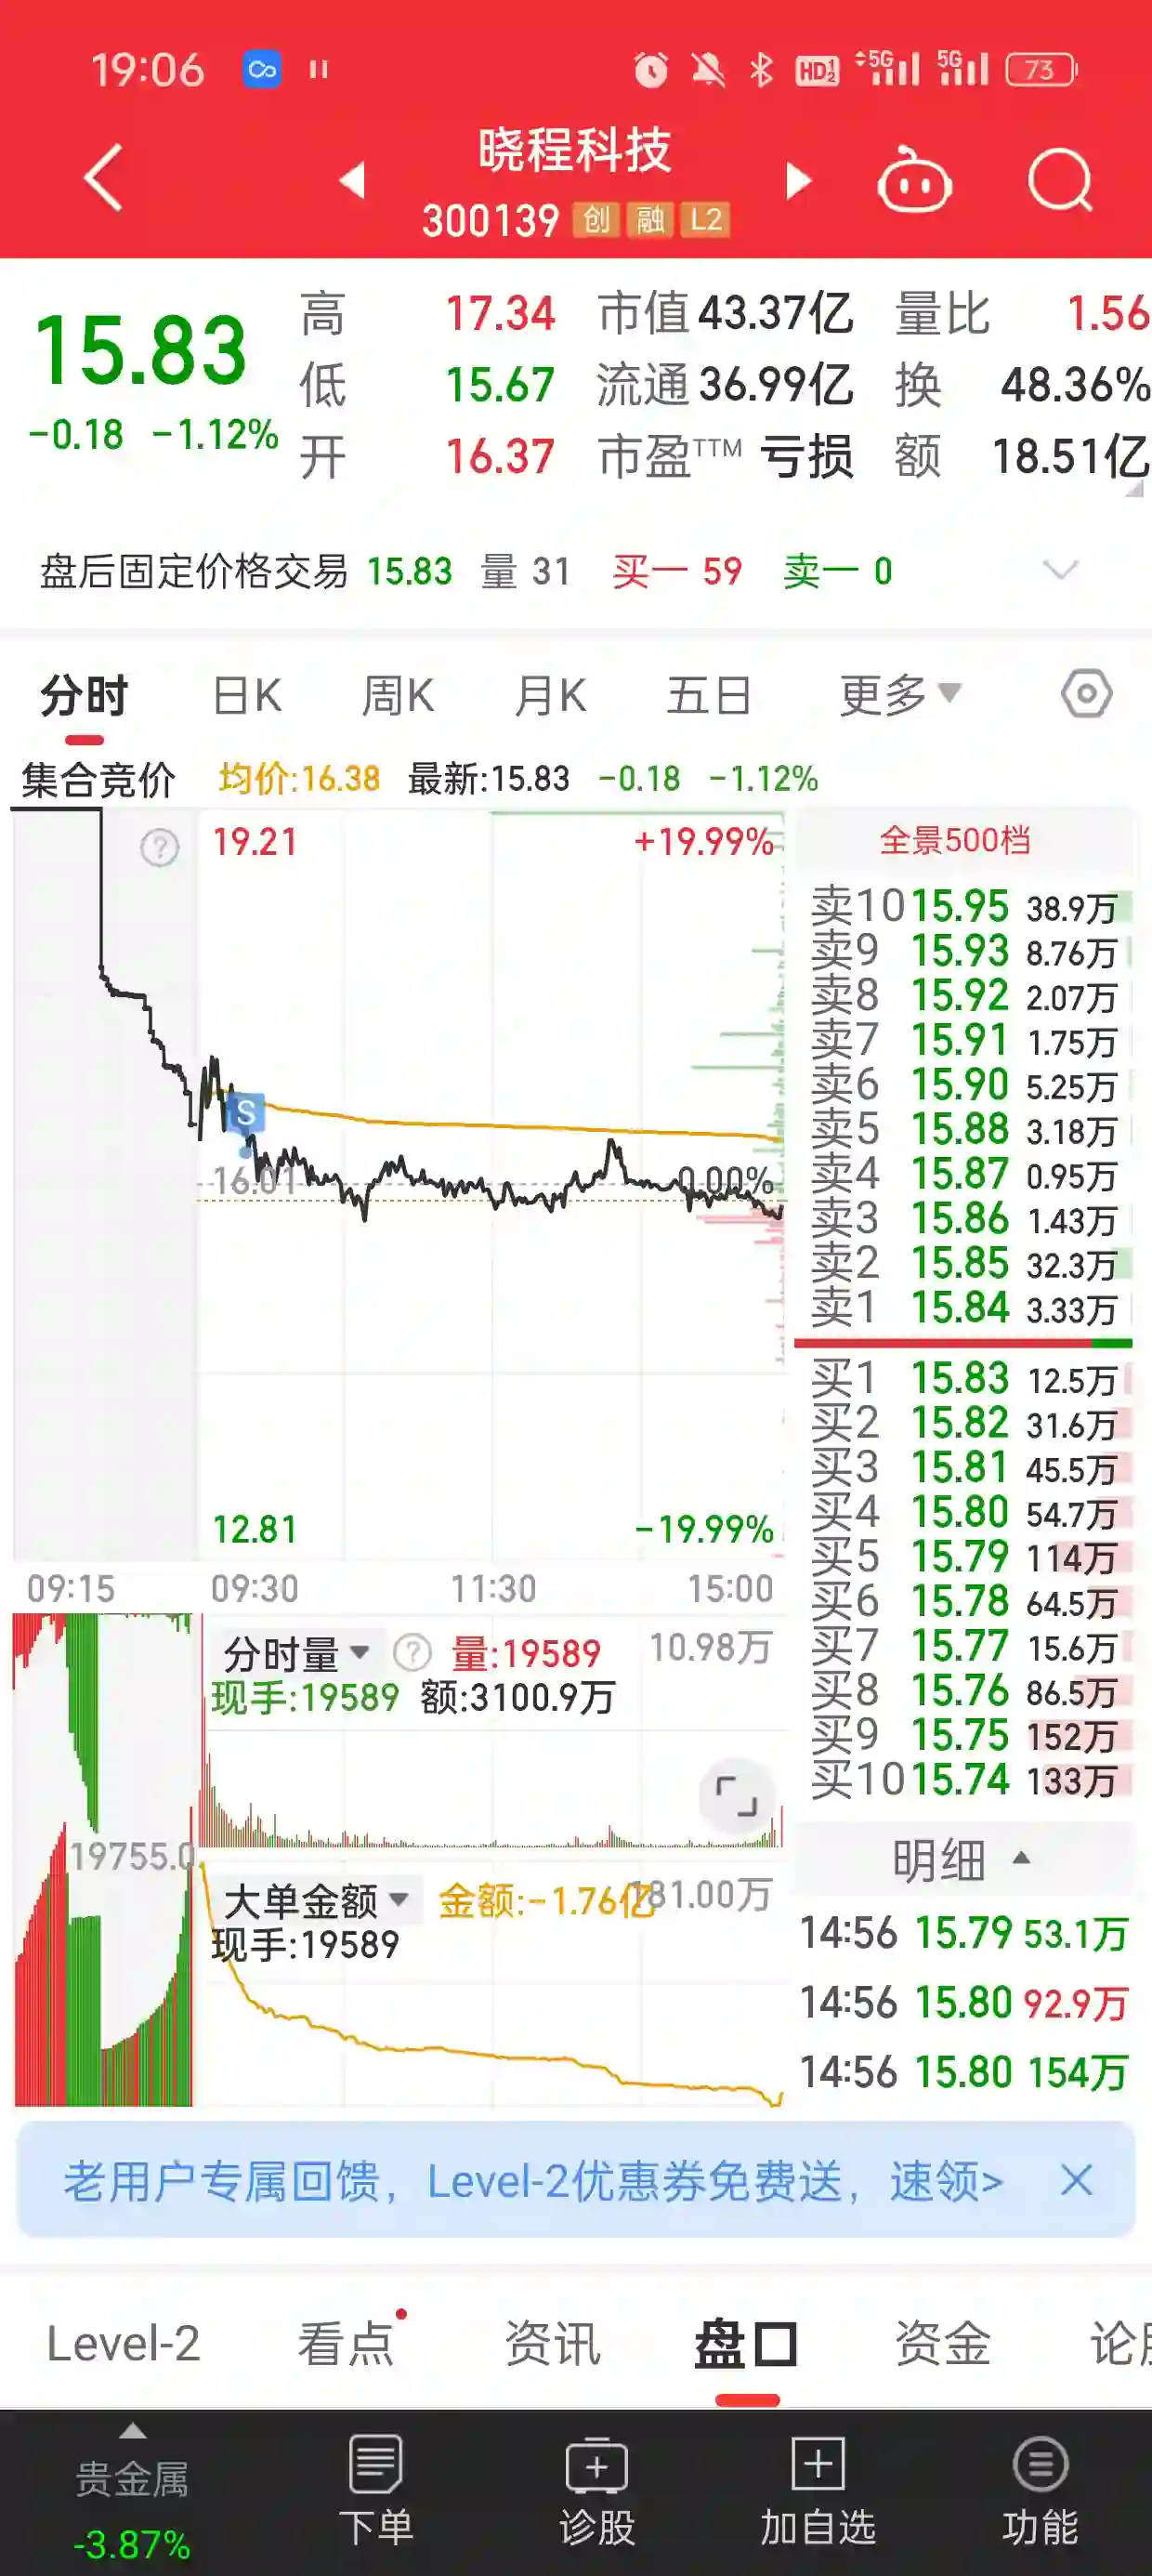 19:06 HD 1 2 5G 5G 73
晓程科技
300139 创 融 L2
15.83
-0.18 -1.12%
高 17.34 市值 43.37亿 量比 1.56
低 15.67 流通 36.99亿 换 48.36%
开 16.37 市盈TTM 亏损 额 18.51亿
盘后固定价格交易 15.83 量 31 买一 59 卖一 0
分时 日K 周K 月K 五日 更多
集合竞价 均价:16.38 最新:15.83 -0.18 -1.12%
? 19.21 +19.99%
S
16.01 0.00%
12.81 -19.99%
09:15 09:30 11:30 15:00
全景500档
卖10 15.95 38.9万
卖9 15.93 8.76万
卖8 15.92 2.07万
卖7 15.91 1.75万
卖6 15.90 5.25万
卖5 15.88 3.18万
卖4 15.87 0.95万
卖3 15.86 1.43万
卖2 15.85 32.3万
卖1 15.84 3.33万
买1 15.83 12.5万
买2 15.82 31.6万
买3 15.81 45.5万
买4 15.80 54.7万
买5 15.79 114万
买6 15.78 64.5万
买7 15.77 15.6万
买8 15.76 86.5万
买9 15.75 152万
买10 15.74 133万
分时量 ? 量:19589 10.98万
现手:19589 额:3100.9万
19755.0
大单金额 金额:-1.76亿 81.00万
现手:19589
明细
14:56 15.79 53.1万
14:56 15.80 92.9万
14:56 15.80 154万
老用户专属回馈，Level-2优惠券免费送，速领>
Level-2 看点 资讯 盘口 资金 论
贵金属 下单 诊股 加自选 功能
-3.87%